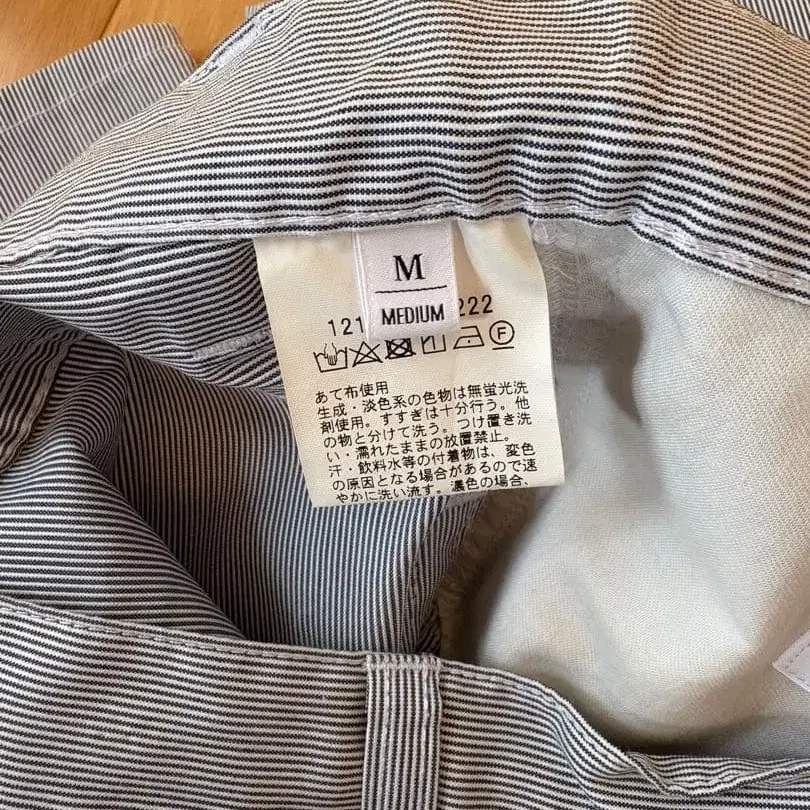 M
MEDIUM
121
222
F
あて布使用
生成・淡色系の色物は無蛍光洗
剤使用。すすぎは十分行う。他
の物と分けて洗う。つけ置き洗
い・濡れたままの放置禁止。
汗・飲料水等の付着物は、変色
の原因となる場合があるので速
やかに洗い流す。濃色の場合、